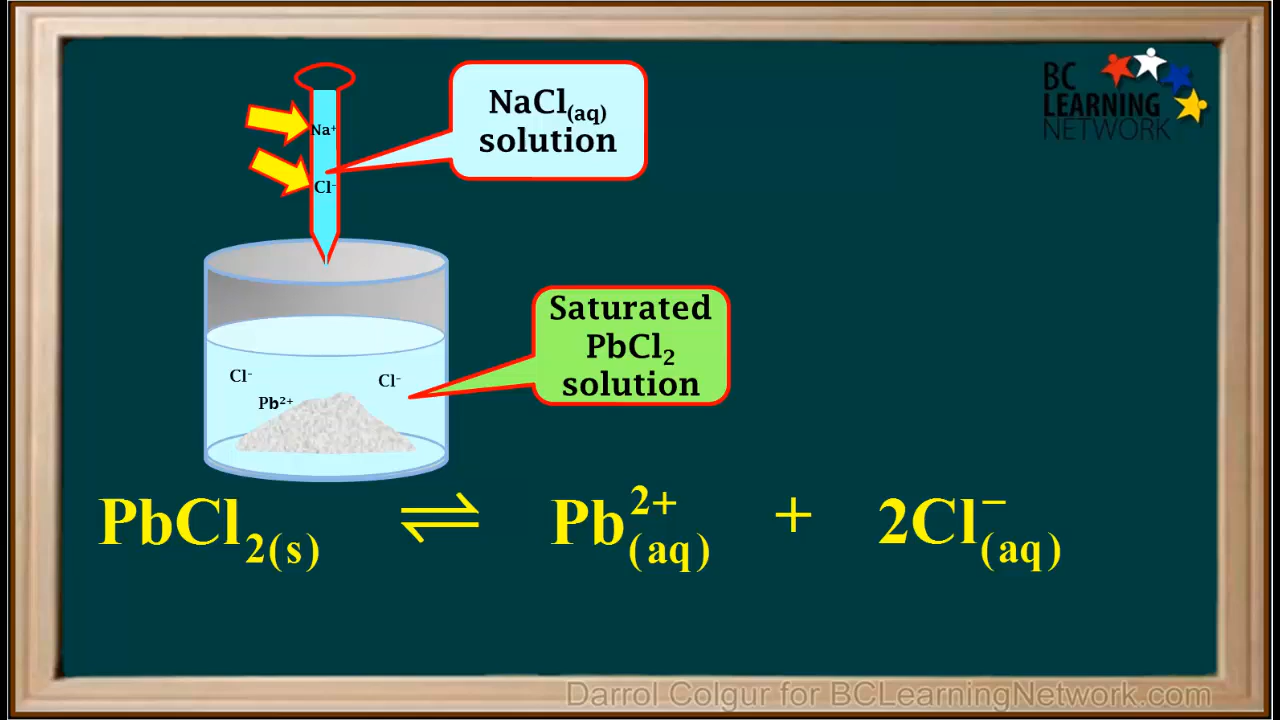 BC
LEARNING
NETWORK
NaCl(aq)
solution
Na⁺
Cl⁻
Saturated
PbCl₂
solution
Cl⁻
Cl⁻
Pb²⁺
PbCl₂(s) ⇌ Pb²⁺(aq) + 2Cl⁻(aq)
Darrol Colgur for BCLearningNetwork.com